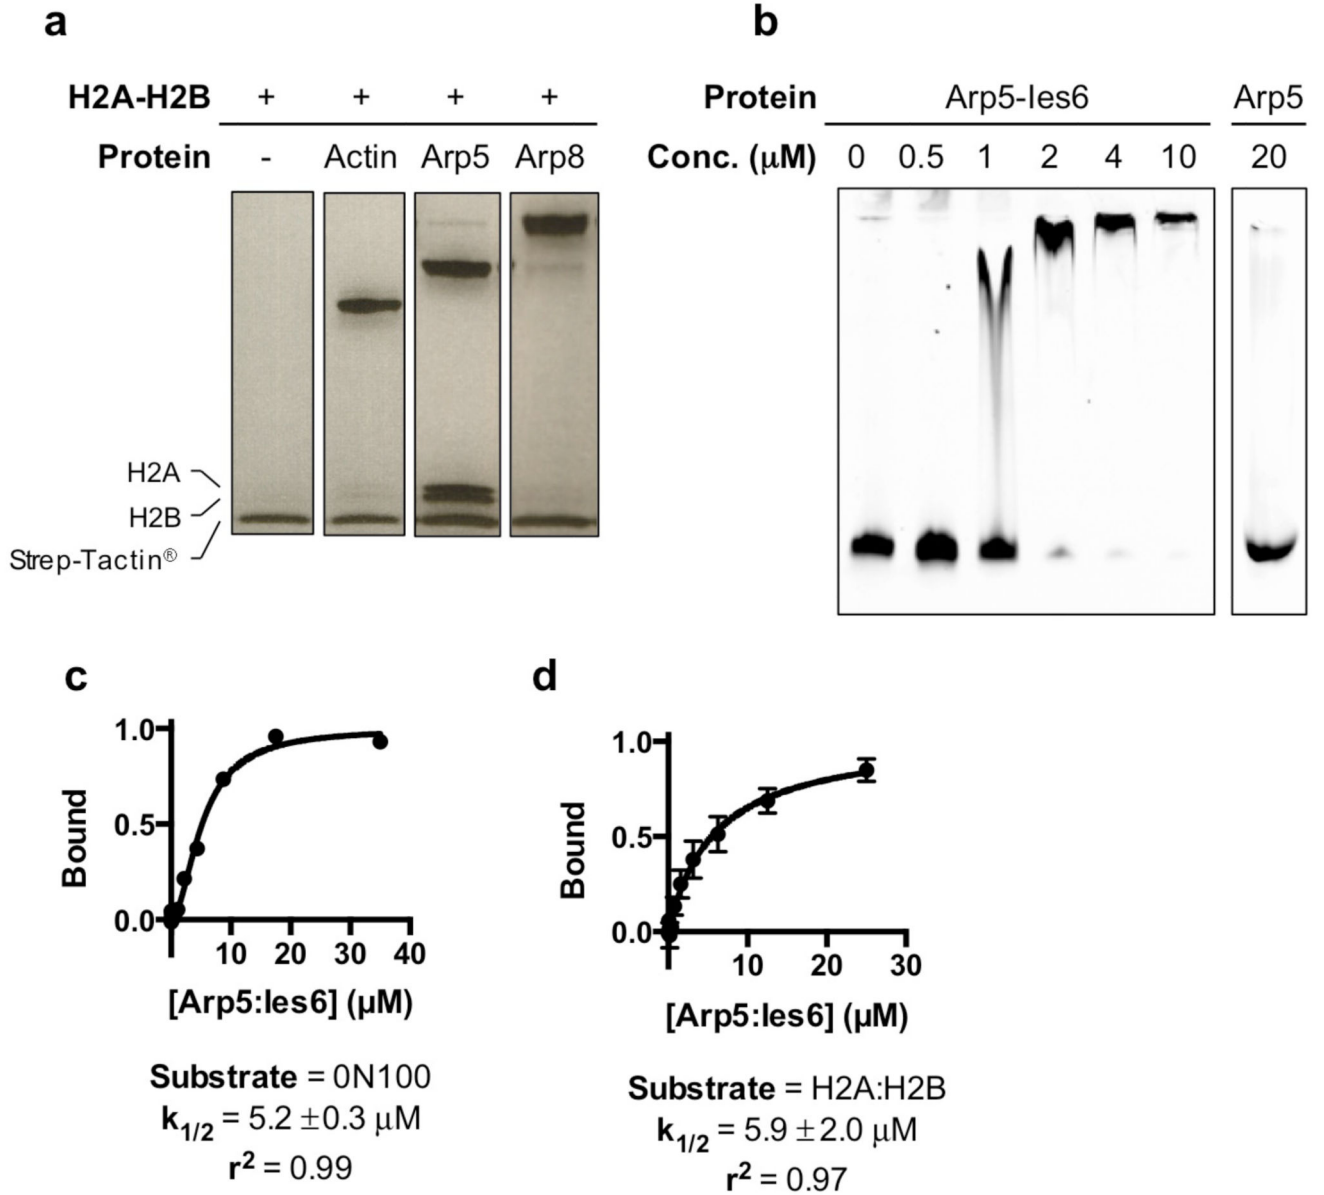 a
H2A-H2B + + + +
Protein - Actin Arp5 Arp8
H2A
H2B
Strep-Tactin®
b
Protein Arp5-Ies6 Arp5
Conc. (μM) 0 0.5 1 2 4 10 20
c
1.0
0.5
0.0
Bound
10 20 30 40
[Arp5:Ies6] (μM)
Substrate = 0N100
k1/2 = 5.2 ±0.3 μM
r2 = 0.99
d
1.0
0.5
0.0
Bound
10 20 30
[Arp5:Ies6] (μM)
Substrate = H2A:H2B
k1/2 = 5.9 ±2.0 μM
r2 = 0.97